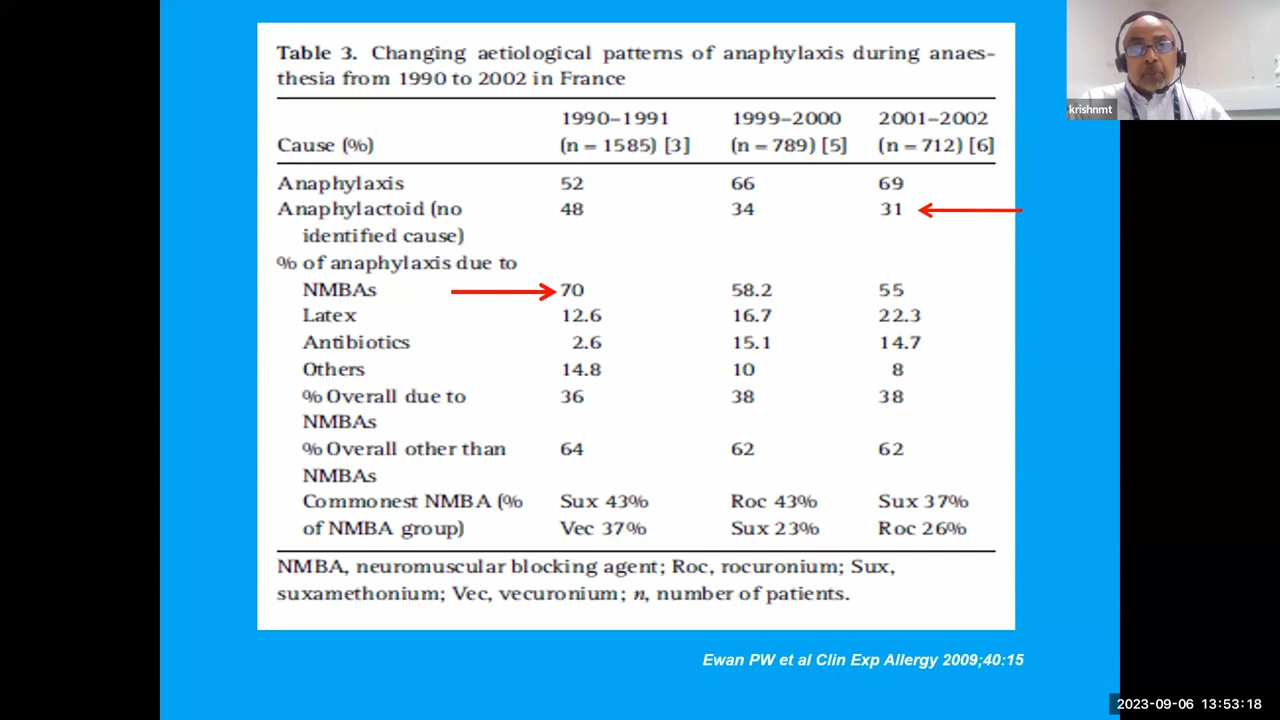 Table 3. Changing aetiological patterns of anaphylaxis during anaes-
thesia from 1990 to 2002 in France
1990–1991 1999–2000 2001–2002
Cause (%) (n = 1585) [3] (n = 789) [5] (n = 712) [6]
Anaphylaxis 52 66 69
Anaphylactoid (no 48 34 31
identified cause)
% of anaphylaxis due to
NMBAs 70 58.2 55
Latex 12.6 16.7 22.3
Antibiotics 2.6 15.1 14.7
Others 14.8 10 8
% Overall due to 36 38 38
NMBAs
% Overall other than 64 62 62
NMBAs
Commonest NMBA (% Sux 43% Roc 43% Sux 37%
of NMBA group) Vec 37% Sux 23% Roc 26%
NMBA, neuromuscular blocking agent; Roc, rocuronium; Sux,
suxamethonium; Vec, vecuronium; n, number of patients.
Ewan PW et al Clin Exp Allergy 2009;40:15
krishnmt
2023-09-06 13:53:18